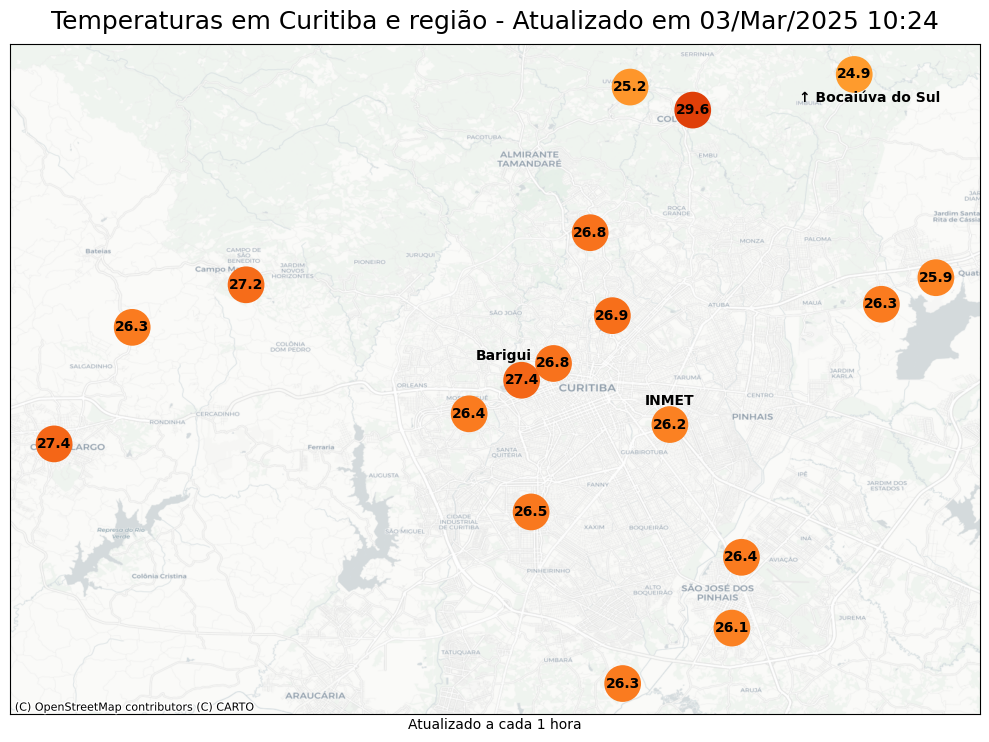 Temperaturas em Curitiba e região - Atualizado em 03/Mar/2025 10:24
SERRINHA
24.9
25.2
↑ Bocaiúva do Sul
29.6
PACOTUBA
ALMIRANTE
TAMANDARÉ
EMBU
ROÇA
GRANDE
26.8
MONZA
PALOMA
Jardim Santa
Rita de Cássia
Bateias
CAMPO DE
SÃO
BENEDITO
JURUQUI
PIONEIRO
JARDIM
NOVOS
HORIZONTES
Campo
27.2
25.9
26.3
MAUÁ
ATUBA
SÃO JOÃO
26.9
26.3
COLÔNIA
DOM PEDRO
Barigui
26.8
SALGADINHO
27.4
JARDIM
KARLA
TARUMÃ
ORLEANS
CURITIBA
INMET
CENTRO
26.4
CERCADINHO
RONDINHA
PINHAIS
26.2
27.4
LARGO
Ferraria
SANTA
QUITÉRIA
GUABIROTUBA
AUGUSTA
IPÊ
FANNY
JARDIM DOS
ESTADOS I
26.5
CIDADE
INDUSTRIAL
DE CURITIBA
XAXIM
BOQUEIRÃO
Represa do Rio
Verde
SÃO MIGUEL
INÁ
26.4
AVIAÇÃO
PINHEIRINHO
Colônia Cristina
ALTO
BOQUEIRÃO
SÃO JOSÉ DOS
PINHAIS
JUREMA
26.1
TATUQUARA
UMBARÁ
26.3
ARUJÁ
ARAUCÁRIA
(C) OpenStreetMap contributors (C) CARTO
Atualizado a cada 1 hora